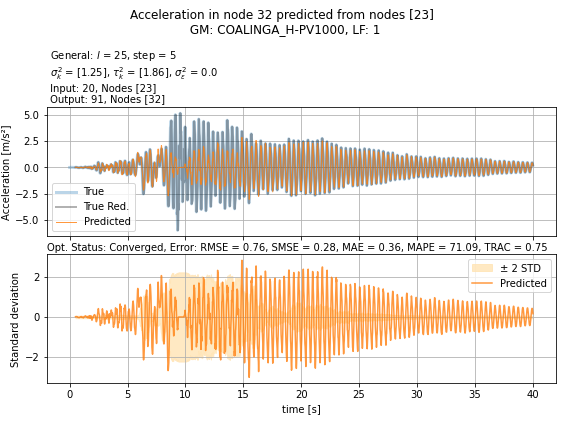 Acceleration in node 32 predicted from nodes [23]
GM: COALINGA_H-PV1000, LF: 1
General: l = 25, step = 5
σ²ₖ = [1.25], τ²ₖ = [1.86], σ²ε = 0.0
Input: 20, Nodes [23]
Output: 91, Nodes [32]
Acceleration [m/s²]
5.0
2.5
0.0
−2.5
−5.0
True
True Red.
Predicted
Opt. Status: Converged, Error: RMSE = 0.76, SMSE = 0.28, MAE = 0.36, MAPE = 71.09, TRAC = 0.75
Standard deviation
2
0
−2
± 2 STD
Predicted
0 5 10 15 20 25 30 35 40
time [s]